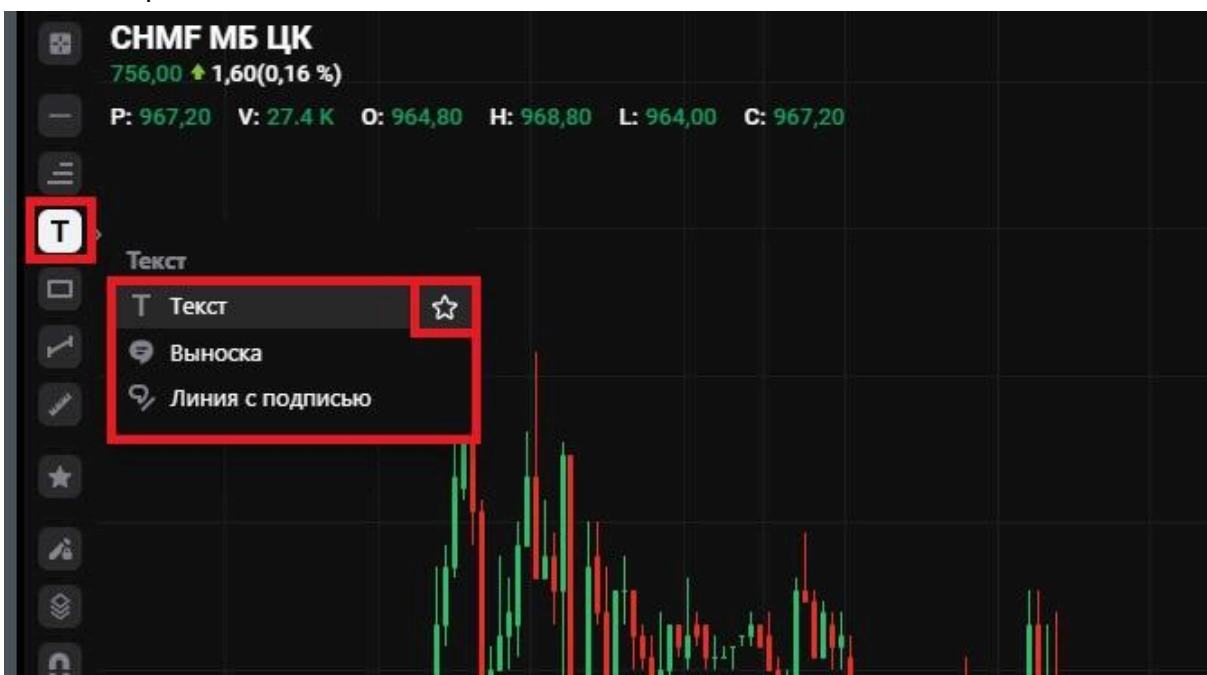 CHMF МБ ЦК
756,00 1,60(0,16 %)
P: 967,20 V: 27.4 K O: 964,80 H: 968,80 L: 964,00 C: 967,20
T
Текст
T Текст
Выноска
Линия с подписью